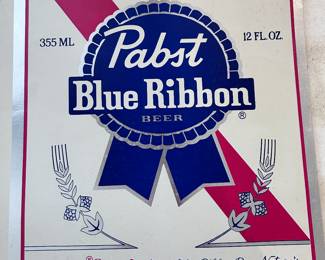 355 ML
12 FL. OZ.
Pabst
Blue Ribbon
BEER
®